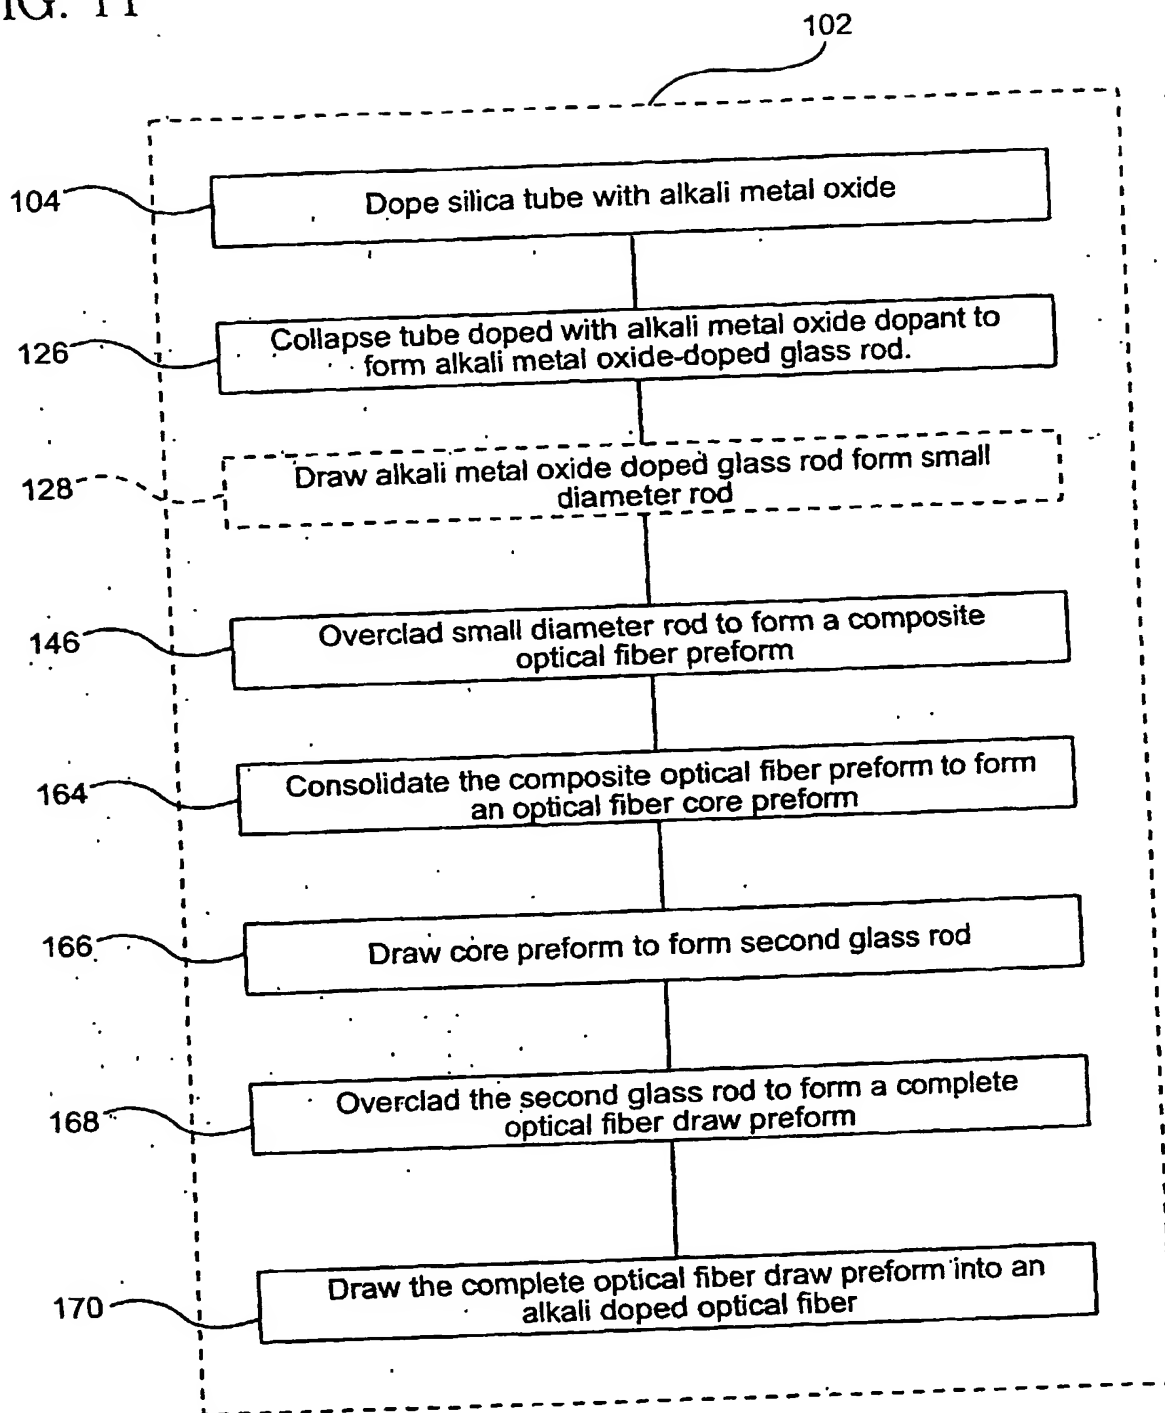 FIG. 11
102
104
Dope silica tube with alkali metal oxide
126
Collapse tube doped with alkali metal oxide dopant to
form alkali metal oxide-doped glass rod.
128
Draw alkali metal oxide doped glass rod form small
diameter rod
146
Overclad small diameter rod to form a composite
optical fiber preform
164
Consolidate the composite optical fiber preform to form
an optical fiber core preform
166
Draw core preform to form second glass rod
168
Overclad the second glass rod to form a complete
optical fiber draw preform
170
Draw the complete optical fiber draw preform into an
alkali doped optical fiber